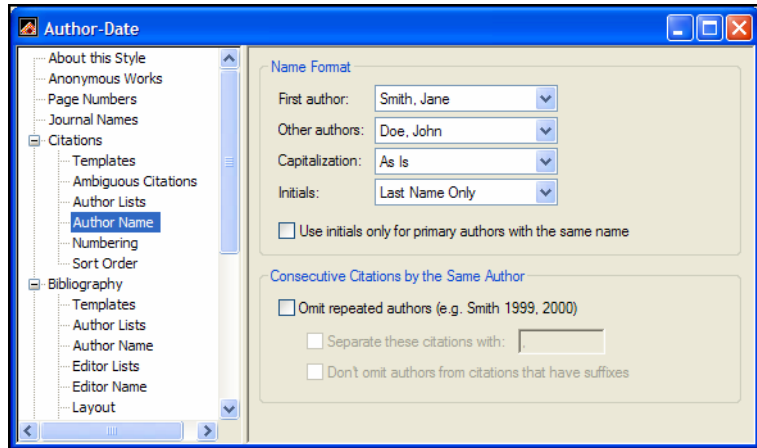 Author-Date
About this Style
Anonymous Works
Page Numbers
Journal Names
Citations
Templates
Ambiguous Citations
Author Lists
Author Name
Numbering
Sort Order
Bibliography
Templates
Author Lists
Author Name
Editor Lists
Editor Name
Layout
Name Format
First author: Smith, Jane
Other authors: Doe, John
Capitalization: As Is
Initials: Last Name Only
Use initials only for primary authors with the same name
Consecutive Citations by the Same Author
Omit repeated authors (e.g. Smith 1999, 2000)
Separate these citations with: ,
Don't omit authors from citations that have suffixes